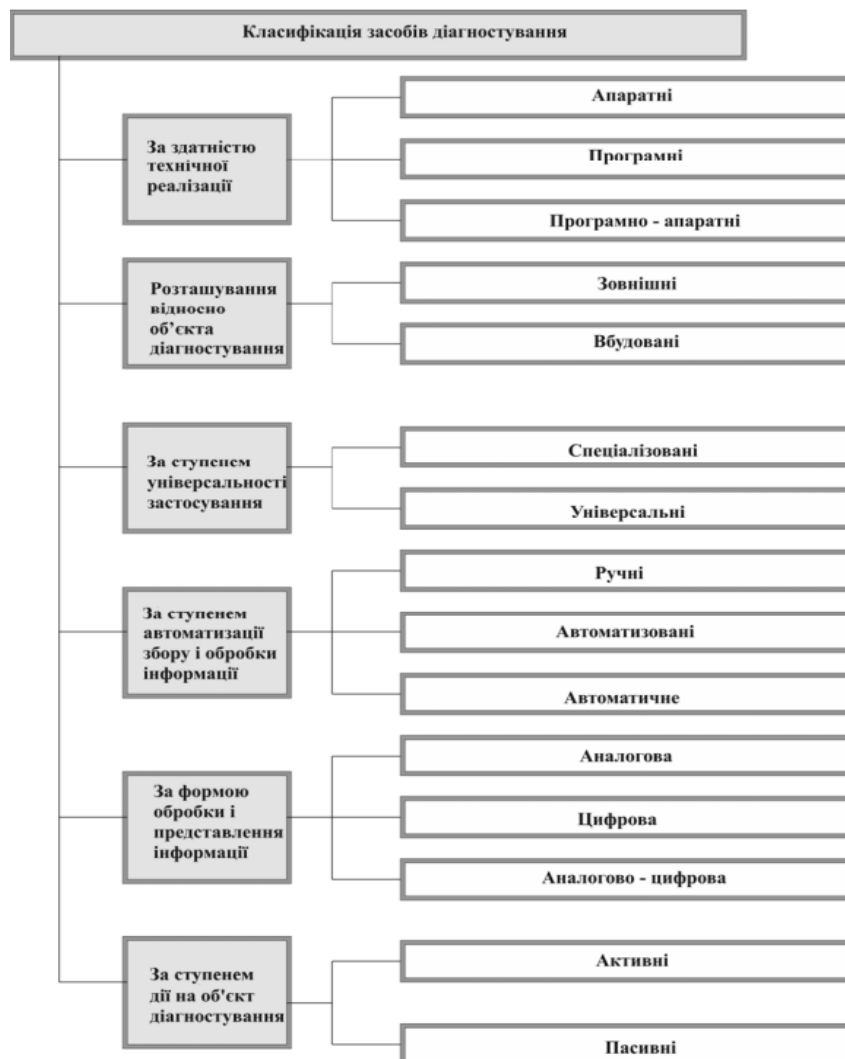 Класифікація засобів діагностування
За здатністю
технічної
реалізації
Апаратні
Програмні
Програмно - апаратні
Розташування
відносно
об’єкта
діагностування
Зовнішні
Вбудовані
За ступенем
універсальності
застосування
Спеціалізовані
Універсальні
За ступенем
автоматизації
збору і обробки
інформації
Ручні
Автоматизовані
Автоматичне
За формою
обробки і
представлення
інформації
Аналогова
Цифрова
Аналогово - цифрова
За ступенем
дії на об'єкт
діагностування
Активні
Пасивні